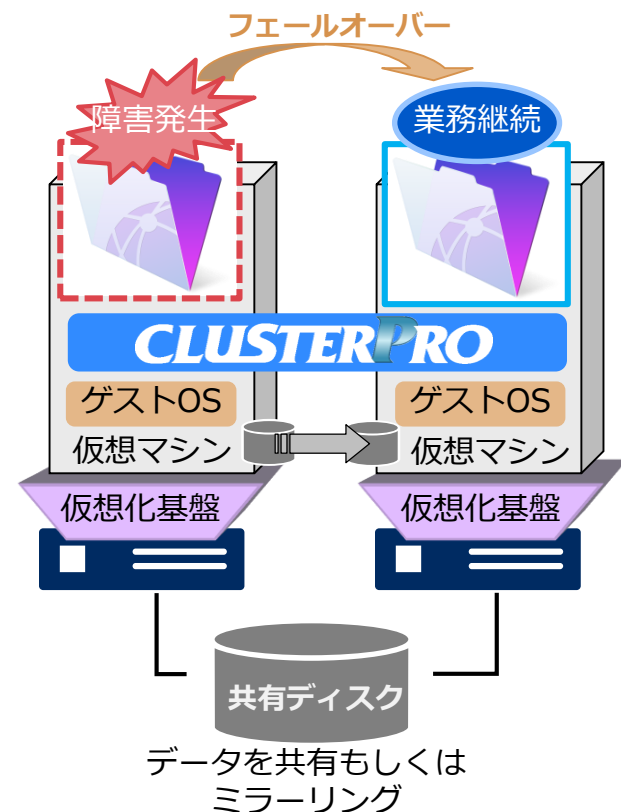 フェールオーバー
障害発生
業務継続
CLUSTERPRO
ゲストOS
ゲストOS
仮想マシン
仮想マシン
仮想化基盤
仮想化基盤
共有ディスク
データを共有もしくは
ミラーリング